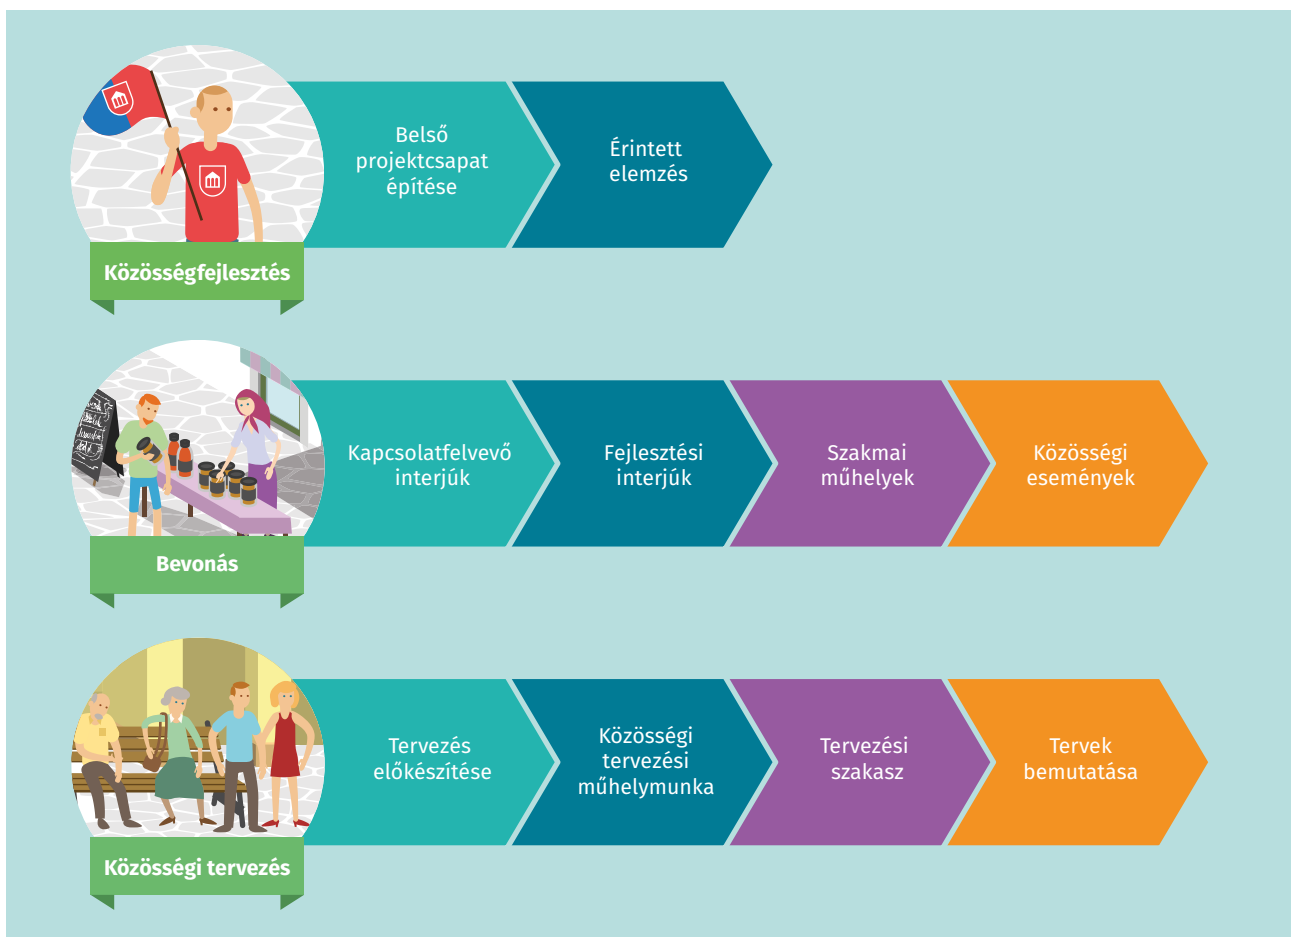 Belső
projektcsapat
építése
Érintett
elemzés
Közösségfejlesztés
Kapcsolatfelvevő
interjúk
Fejlesztési
interjúk
Szakmai
műhelyek
Közösségi
események
Bevonás
Tervezés
előkészítése
Közösségi
tervezési
műhelymunka
Tervezési
szakasz
Tervek
bemutatása
Közösségi tervezés